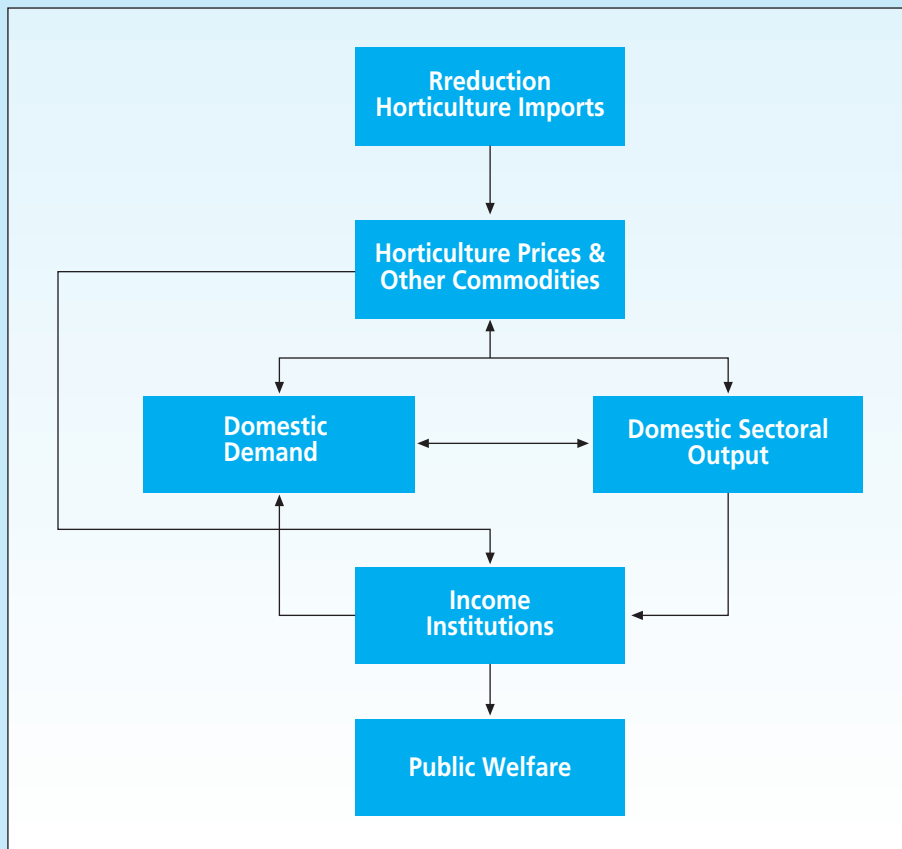 Rreduction
Horticulture Imports
Horticulture Prices &
Other Commodities
Domestic
Demand
Domestic Sectoral
Output
Income
Institutions
Public Welfare